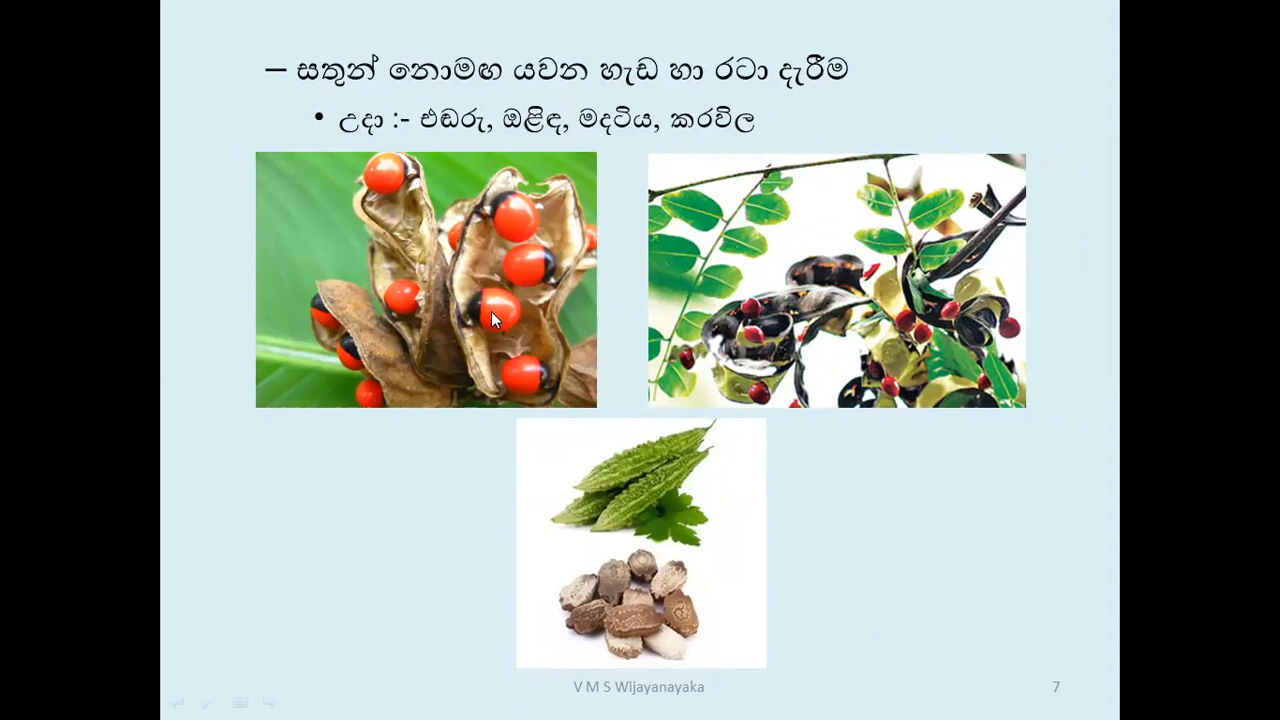 – සතුන් නොමඟ යවන හැඩ හා රටා දැරීම
• උදා :- එඬරු, ඔළිඳ, මදටිය, කරවිල
V M S Wijayanayaka
7